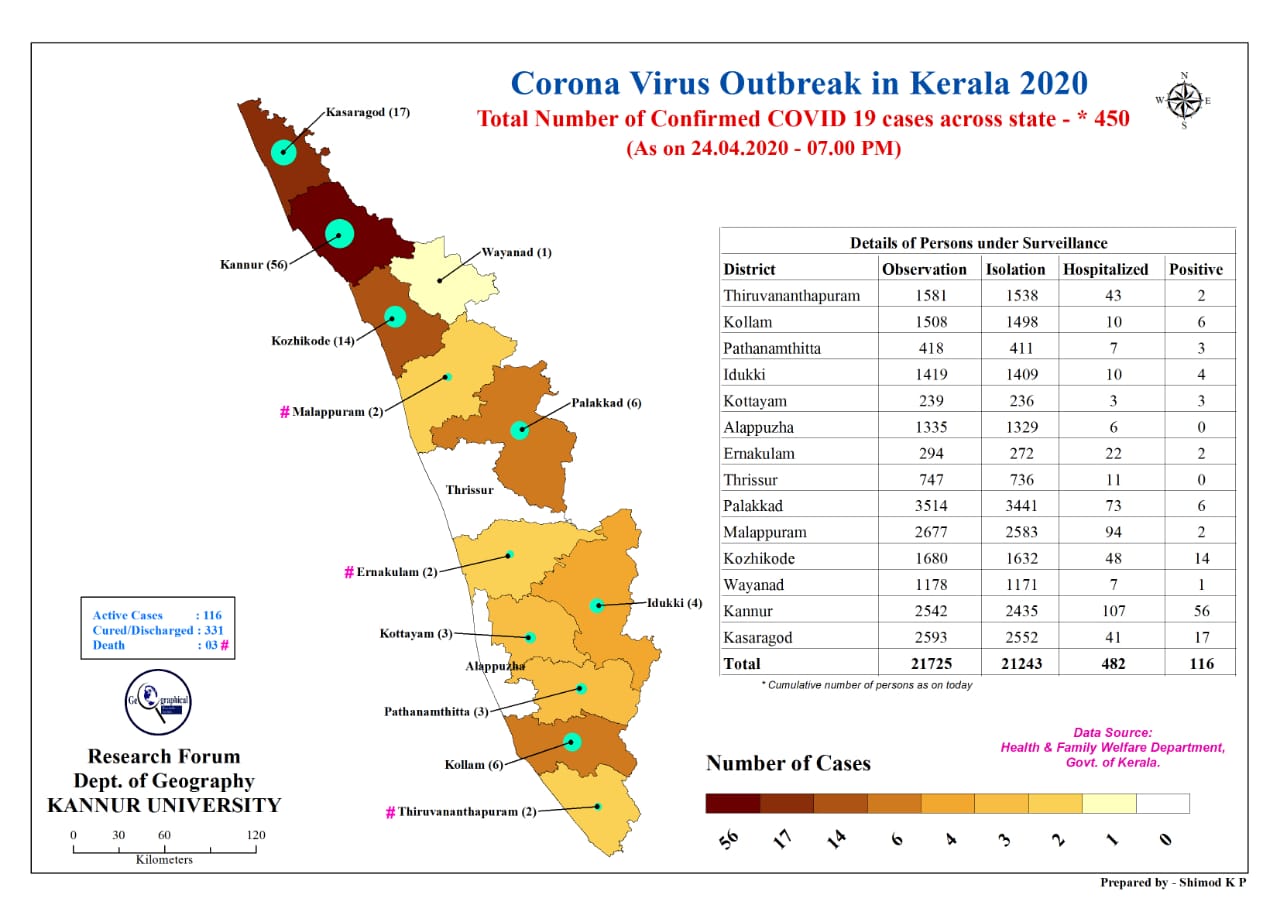 Corona Virus Outbreak in Kerala 2020
Total Number of Confirmed COVID 19 cases across state - * 450
(As on 24.04.2020 - 07.00 PM)
N
W E
S
Kasaragod (17)
Kannur (56)
Wayanad (1)
Kozhikode (14)
# Malappuram (2)
Palakkad (6)
Thrissur
# Ernakulam (2)
Idukki (4)
Kottayam (3)
Alappuzha
Pathanamthitta (3)
Kollam (6)
# Thiruvananthapuram (2)
Details of Persons under Surveillance
District Observation Isolation Hospitalized Positive
Thiruvananthapuram 1581 1538 43 2
Kollam 1508 1498 10 6
Pathanamthitta 418 411 7 3
Idukki 1419 1409 10 4
Kottayam 239 236 3 3
Alappuzha 1335 1329 6 0
Ernakulam 294 272 22 2
Thrissur 747 736 11 0
Palakkad 3514 3441 73 6
Malappuram 2677 2583 94 2
Kozhikode 1680 1632 48 14
Wayanad 1178 1171 7 1
Kannur 2542 2435 107 56
Kasaragod 2593 2552 41 17
Total 21725 21243 482 116
* Cumulative number of persons as on today
Active Cases : 116
Cured/Discharged : 331
Death : 03 #
Geographical
Research Forum
Dept. of Geography
KANNUR UNIVERSITY
0 30 60 120
Kilometers
Data Source:
Health & Family Welfare Department,
Govt. of Kerala.
Number of Cases
56 17 14 6 4 3 2 1 0
Prepared by - Shimod K P